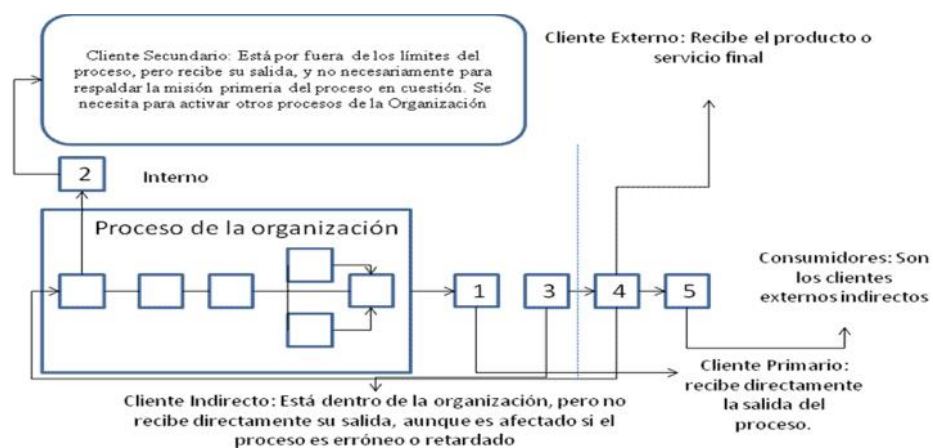 Cliente Secundario: Está por fuera de los límites del
proceso, pero recibe su salida, y no necesariamente para
respaldar la misión primeria del proceso en cuestión. Se
necesita para activar otros procesos de la Organización
Cliente Externo: Recibe el producto o
servicio final
2
Interno
Proceso de la organización
1
3
4
5
Consumidores: Son
los clientes
externos indirectos
Cliente Primario:
recibe directamente
la salida del
proceso.
Cliente Indirecto: Está dentro de la organización, pero no
recibe directamente su salida, aunque es afectado si el
proceso es erróneo o retardado